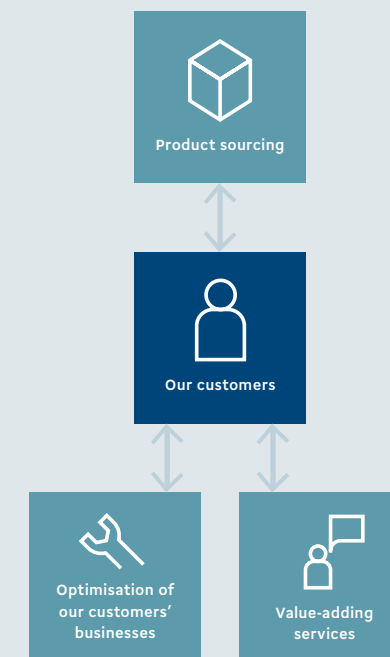 Product sourcing
Our customers
Optimisation of
our customers’
businesses
Value-adding
services